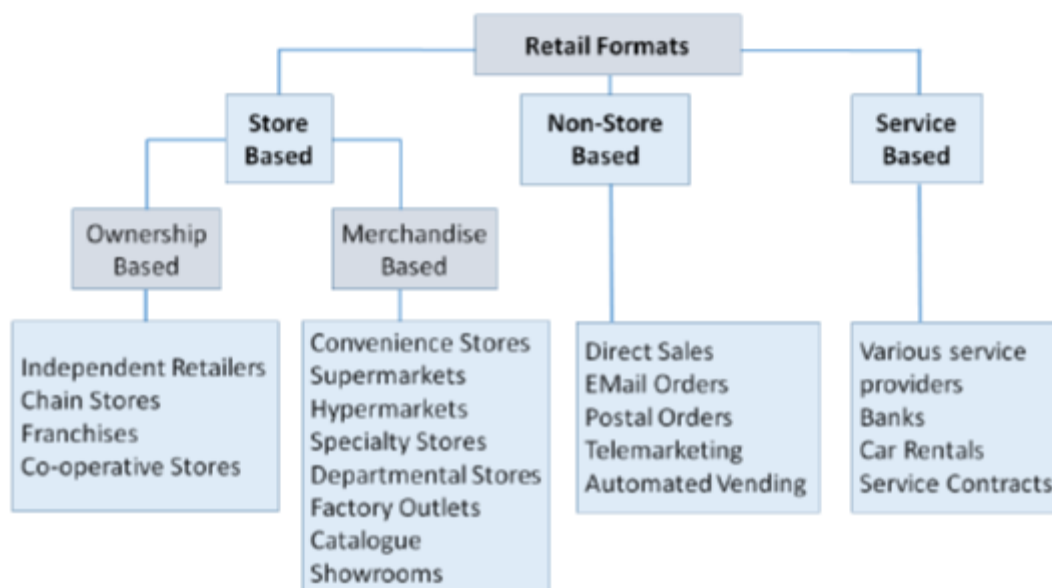 Retail Formats
Store
Based
Non-Store
Based
Service
Based
Ownership
Based
Merchandise
Based
Independent Retailers
Chain Stores
Franchises
Co-operative Stores
Convenience Stores
Supermarkets
Hypermarkets
Specialty Stores
Departmental Stores
Factory Outlets
Catalogue
Showrooms
Direct Sales
EMail Orders
Postal Orders
Telemarketing
Automated Vending
Various service
providers
Banks
Car Rentals
Service Contracts